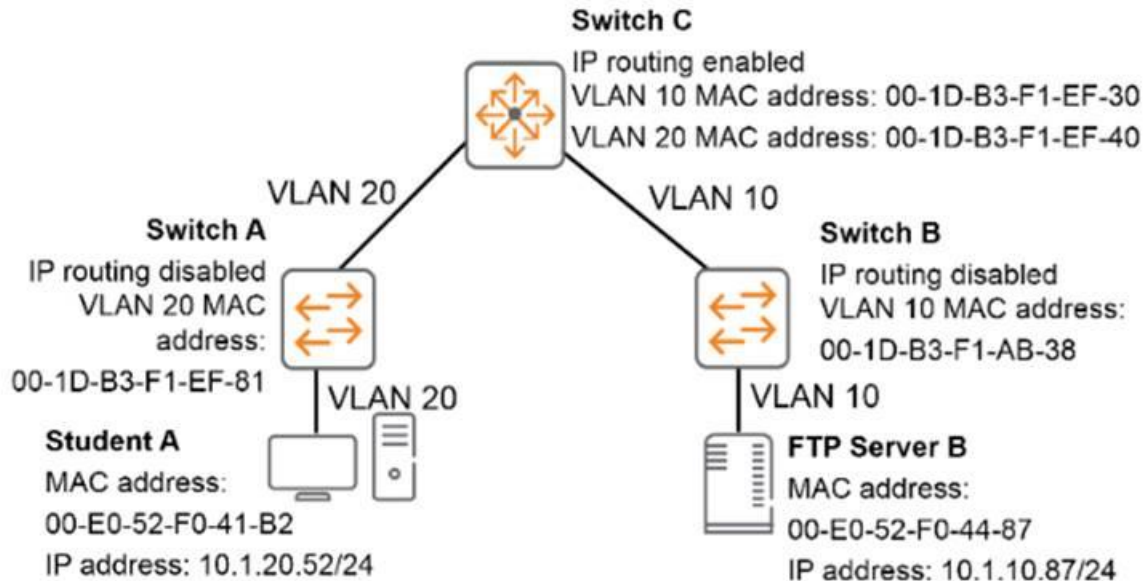 Switch C
IP routing enabled
VLAN 10 MAC address: 00-1D-B3-F1-EF-30
VLAN 20 MAC address: 00-1D-B3-F1-EF-40
VLAN 20
VLAN 10
Switch A
IP routing disabled
VLAN 20 MAC
address:
00-1D-B3-F1-EF-81
Switch B
IP routing disabled
VLAN 10 MAC address:
00-1D-B3-F1-AB-38
VLAN 20
VLAN 10
Student A
MAC address:
00-E0-52-F0-41-B2
IP address: 10.1.20.52/24
FTP Server B
MAC address:
00-E0-52-F0-44-87
IP address: 10.1.10.87/24